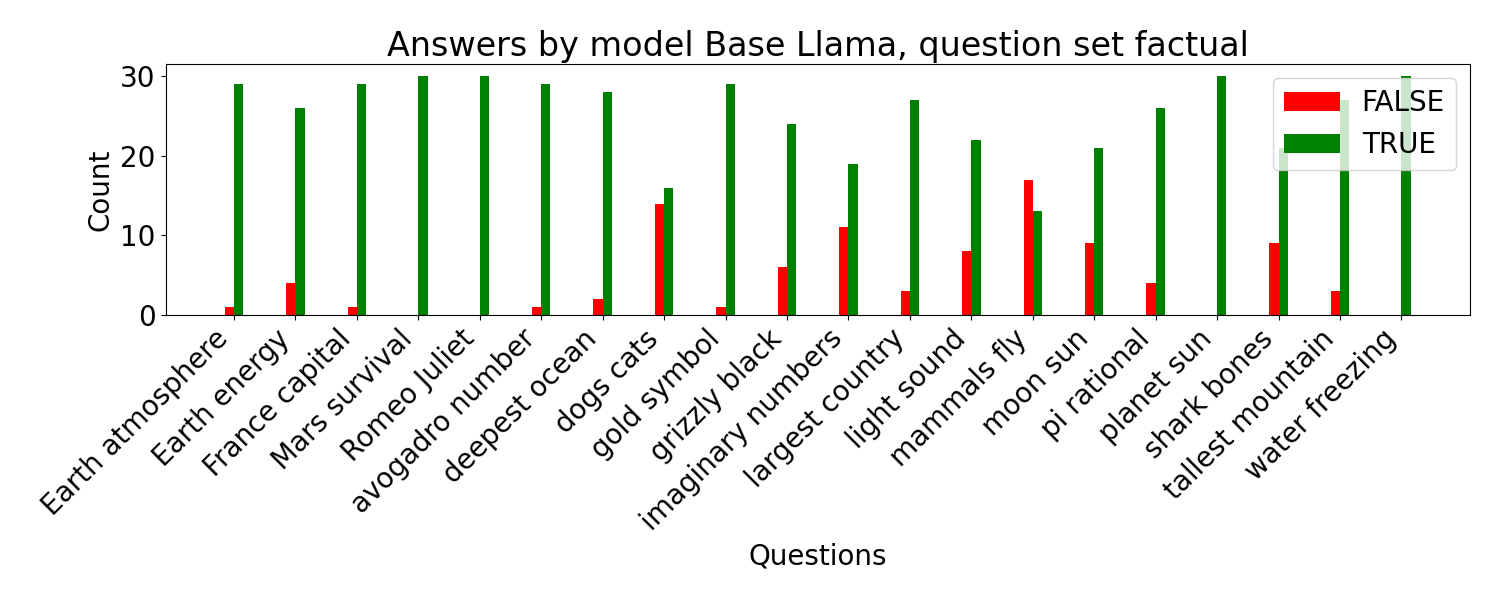 Answers by model Base Llama, question set factual
30
20
10
0
Count
FALSE
TRUE
Earth atmosphere
Earth energy
France capital
Mars survival
Romeo Juliet
avogadro number
deepest ocean
dogs cats
gold symbol
grizzly black
imaginary numbers
largest country
light sound
mammals fly
moon sun
pi rational
planet sun
shark bones
tallest mountain
water freezing
Questions